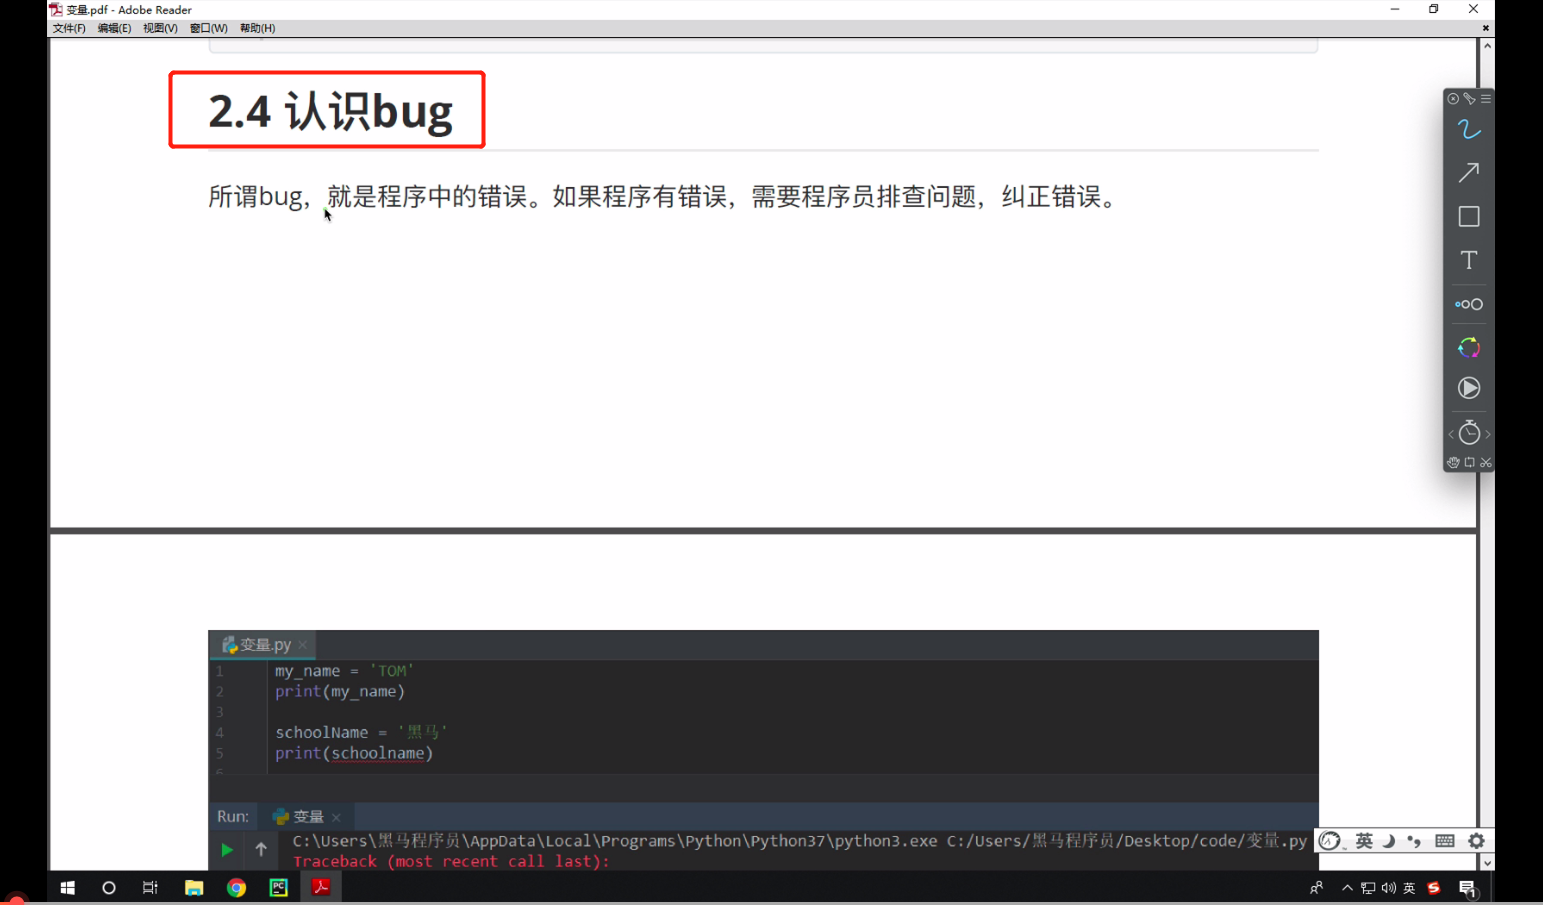 变量.pdf - Adobe Reader
文件(F) 编辑(E) 视图(V) 窗口(W) 帮助(H)
2.4 认识bug
所谓bug，就是程序中的错误。如果程序有错误，需要程序员排查问题，纠正错误。
变量.py
1 my_name = 'TOM'
2 print(my_name)
3
4 schoolName = '黑马'
5 print(schoolname)
6
Run: 变量
C:\Users\黑马程序员\AppData\Local\Programs\Python\Python37\python3.exe C:/Users/黑马程序员/Desktop/code/变量.py
Traceback (most recent call last):
英
英
1